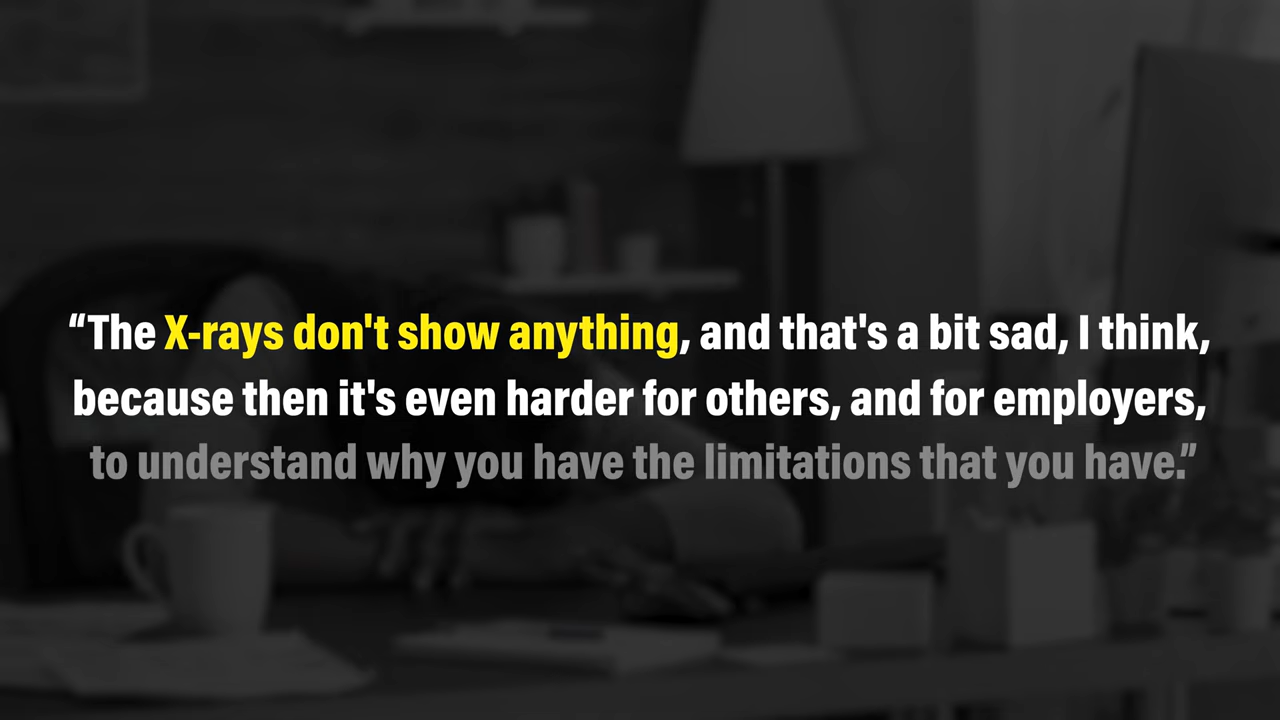 “The X-rays don't show anything, and that's a bit sad, I think,
because then it's even harder for others, and for employers,
to understand why you have the limitations that you have.”